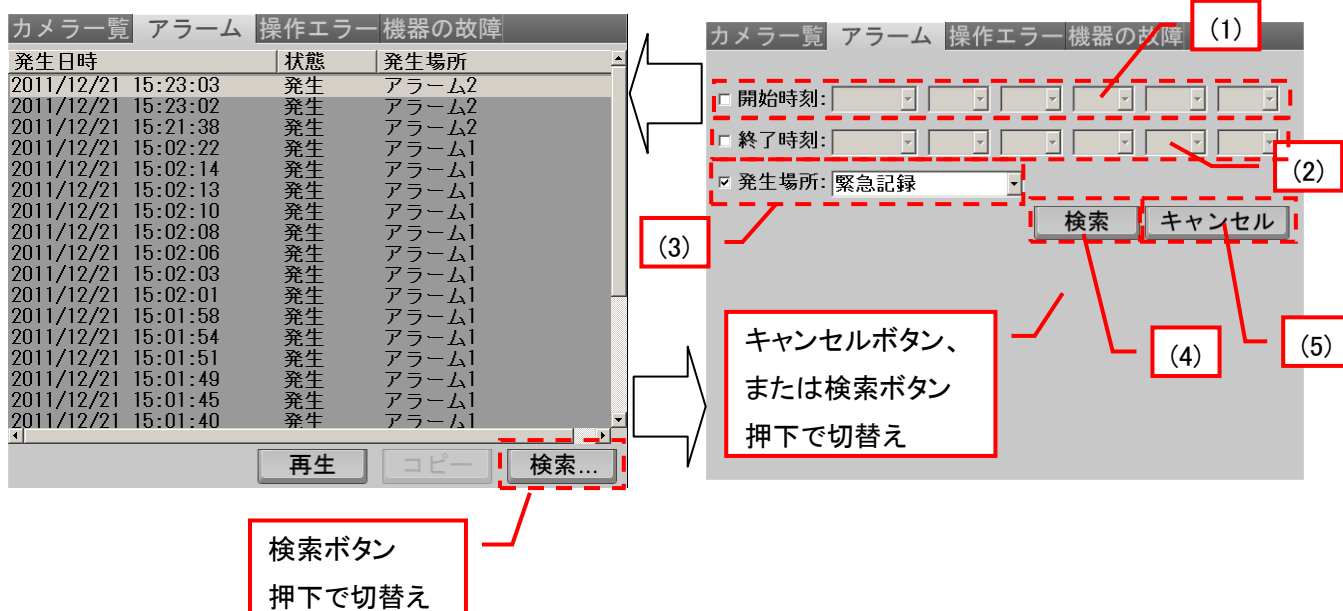 カメラ一覧 アラーム 操作エラー 機器の故障
発生日時 状態 発生場所
2011/12/21 15:23:03 発生 アラーム2
2011/12/21 15:23:02 発生 アラーム2
2011/12/21 15:21:38 発生 アラーム2
2011/12/21 15:02:22 発生 アラーム1
2011/12/21 15:02:14 発生 アラーム1
2011/12/21 15:02:13 発生 アラーム1
2011/12/21 15:02:10 発生 アラーム1
2011/12/21 15:02:08 発生 アラーム1
2011/12/21 15:02:06 発生 アラーム1
2011/12/21 15:02:03 発生 アラーム1
2011/12/21 15:02:01 発生 アラーム1
2011/12/21 15:01:58 発生 アラーム1
2011/12/21 15:01:54 発生 アラーム1
2011/12/21 15:01:51 発生 アラーム1
2011/12/21 15:01:49 発生 アラーム1
2011/12/21 15:01:45 発生 アラーム1
2011/12/21 15:01:40 発生 アラーム1
再生 コピー 検索...
検索ボタン
押下で切替え
カメラ一覧 アラーム 操作エラー 機器の故障
(1)
開始時刻:
終了時刻:
(2)
発生場所: 緊急記録
検索 キャンセル
(3)
キャンセルボタン、
または検索ボタン
押下で切替え
(4)
(5)